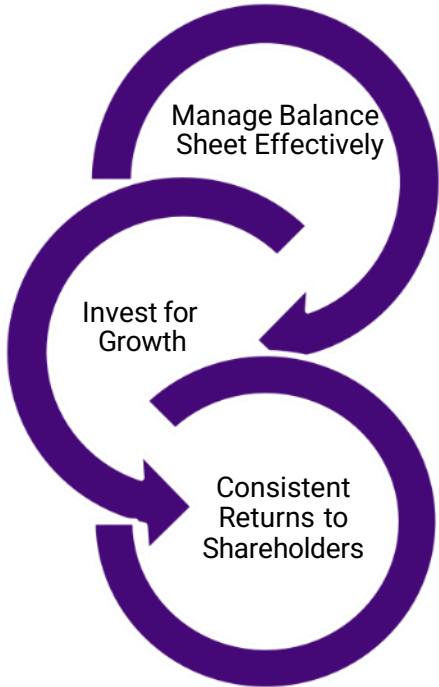 Manage Balance
Sheet Effectively
Invest for
Growth
Consistent
Returns to
Shareholders